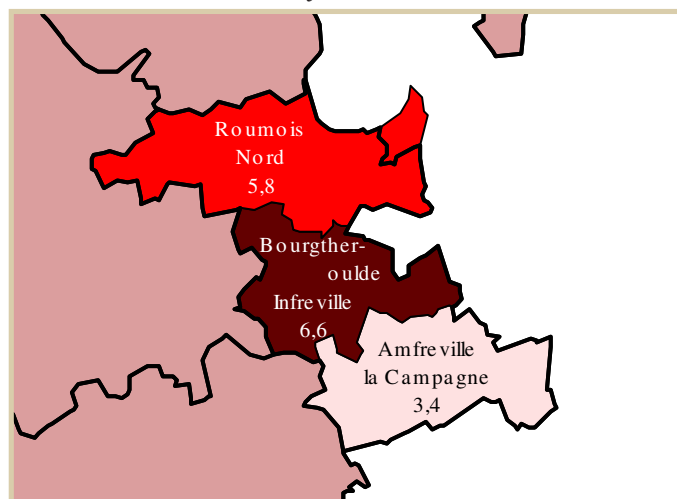 Roumois
Nord
5,8
Bourgther-
oulde
Infreville
6,6
Amfreville
la Campagne
3,4